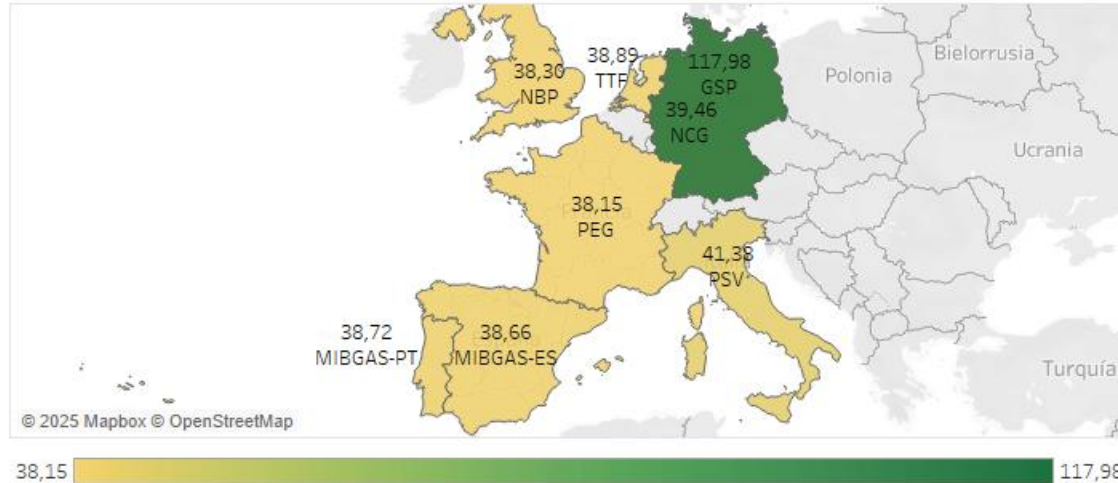 Bielorrusia
Polonia
Ucrania
38,30
NBP
38,89
TTF
117,98
GSP
39,46
NCG
38,15
PEG
41,38
PSV
38,72
MIBGAS-PT
38,66
MIBGAS-ES
Turquía
© 2025 Mapbox © OpenStreetMap
38,15
117,98